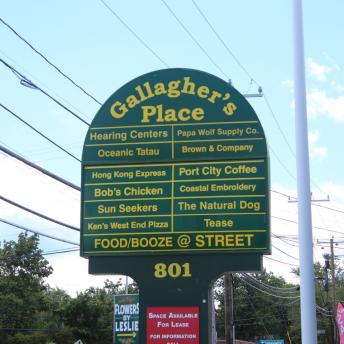 Gallagher's
Place
Hearing Centers Papa Wolf Supply Co.
Oceanic Tatau Brown & Company
Hong Kong Express Port City Coffee
Bob's Chicken Coastal Embroidery
Sun Seekers The Natural Dog
Ken's West End Pizza Tease
FOOD/BOOZE @ STREET
801
FLOWERS
BY
LESLIE
SPACE AVAILABLE
FOR LEASE
FOR INFORMATION
CALL